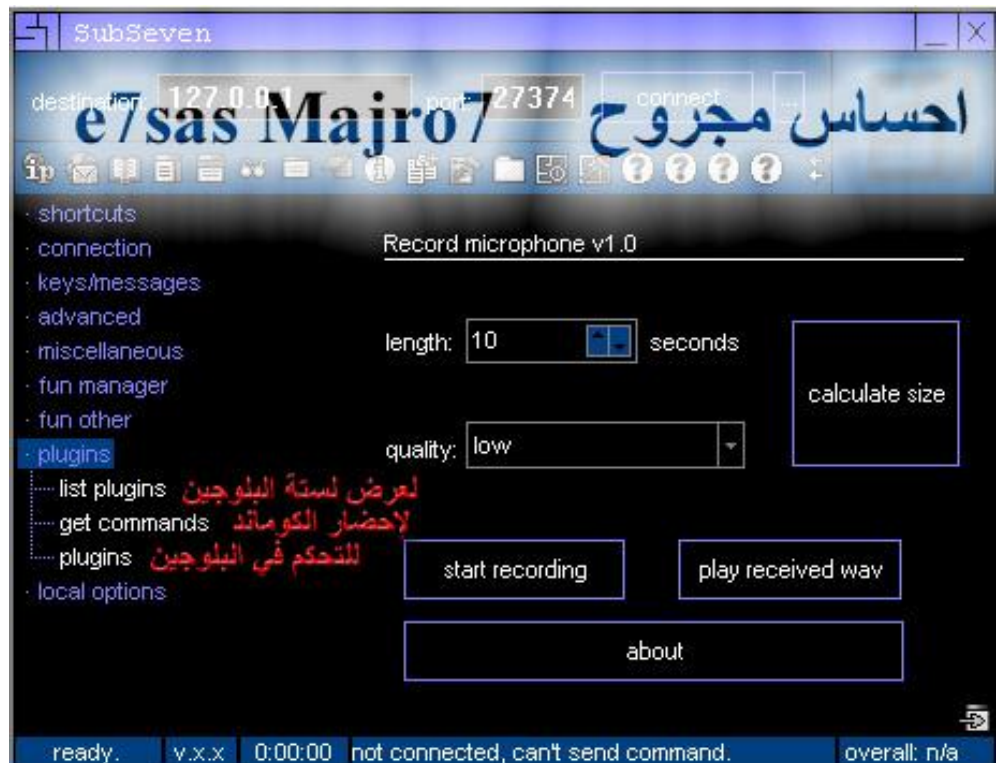 SubSeven
destination: 127.0.0.1 port: 27374 connect ...
e7sas Majro7 احساس مجروح
ip
shortcuts
connection
keys/messages
advanced
miscellaneous
fun manager
fun other
plugins
list plugins لعرض لستة البلوجين
get commands لإحضار الكوماند
plugins للتحكم في البلوجين
local options
Record microphone v1.0
length: 10 seconds
calculate size
quality: low
start recording play received wav
about
ready. v.x.x 0:00:00 not connected, can't send command. overall: n/a